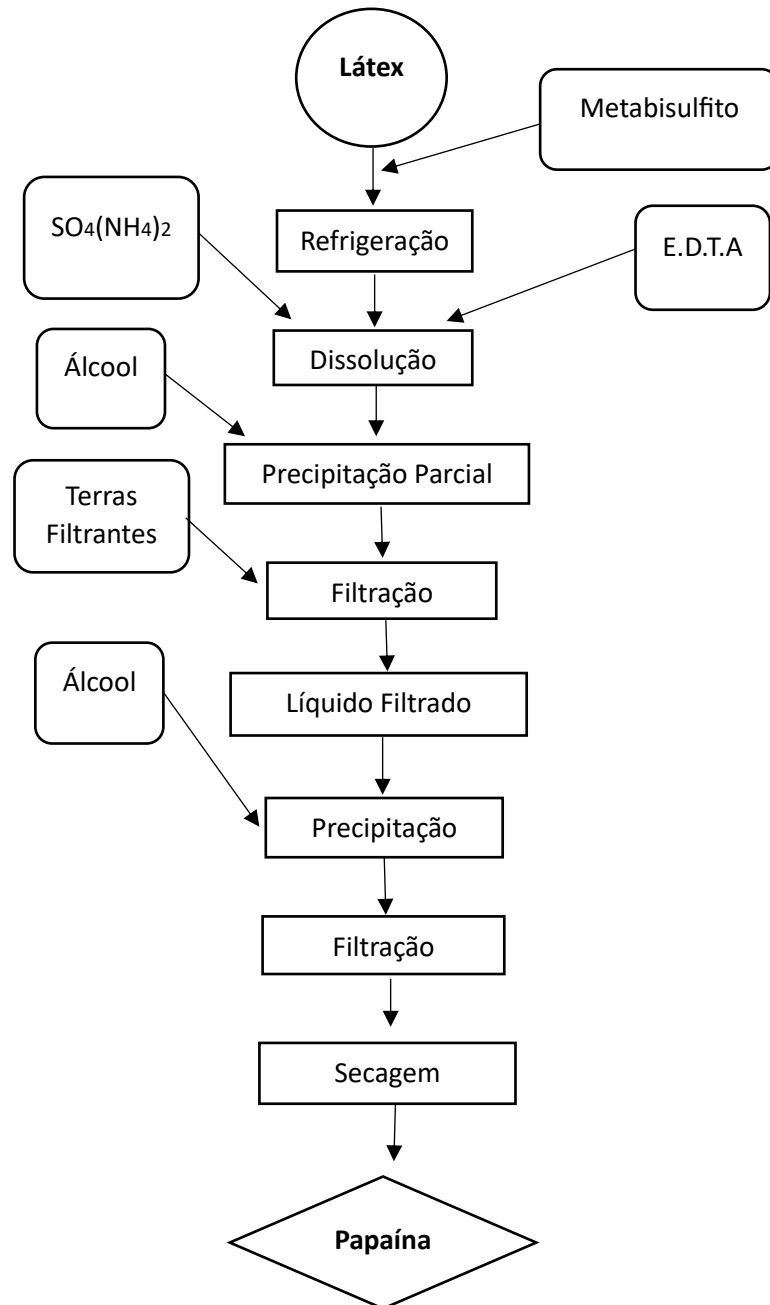 Látex
Metabisulfito
SO4(NH4)2
Refrigeração
E.D.T.A
Dissolução
Álcool
Precipitação Parcial
Terras
Filtrantes
Filtração
Álcool
Líquido Filtrado
Precipitação
Filtração
Secagem
Papaína